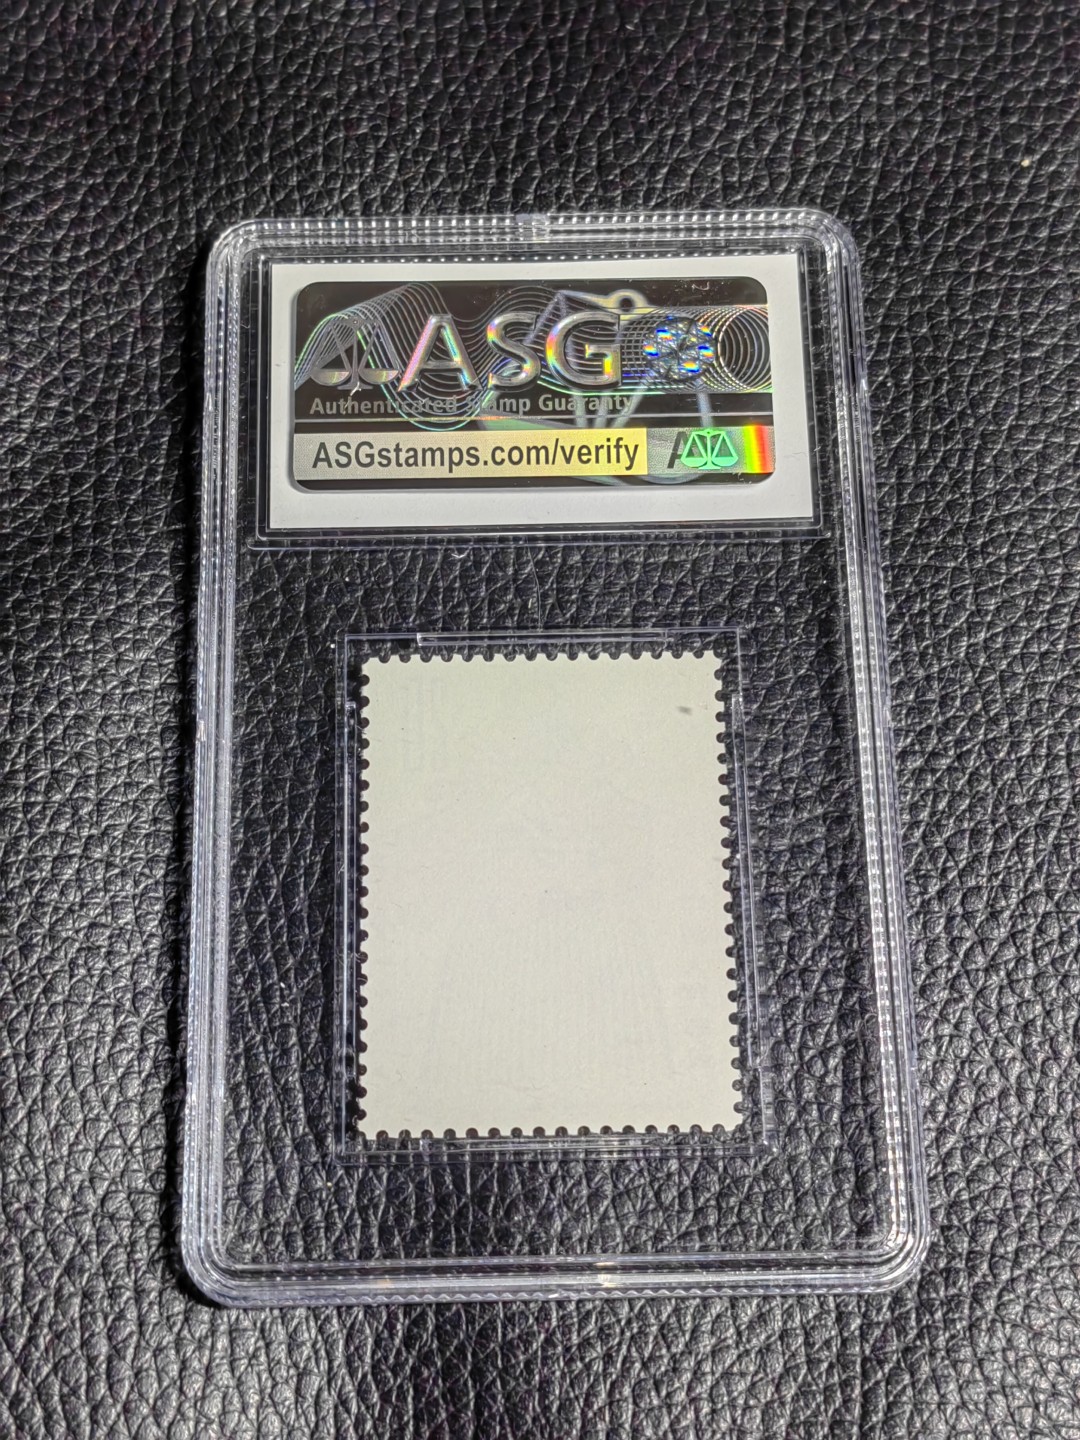 ASG
Authenticated Stamp Guaranty
ASGstamps.com/verify